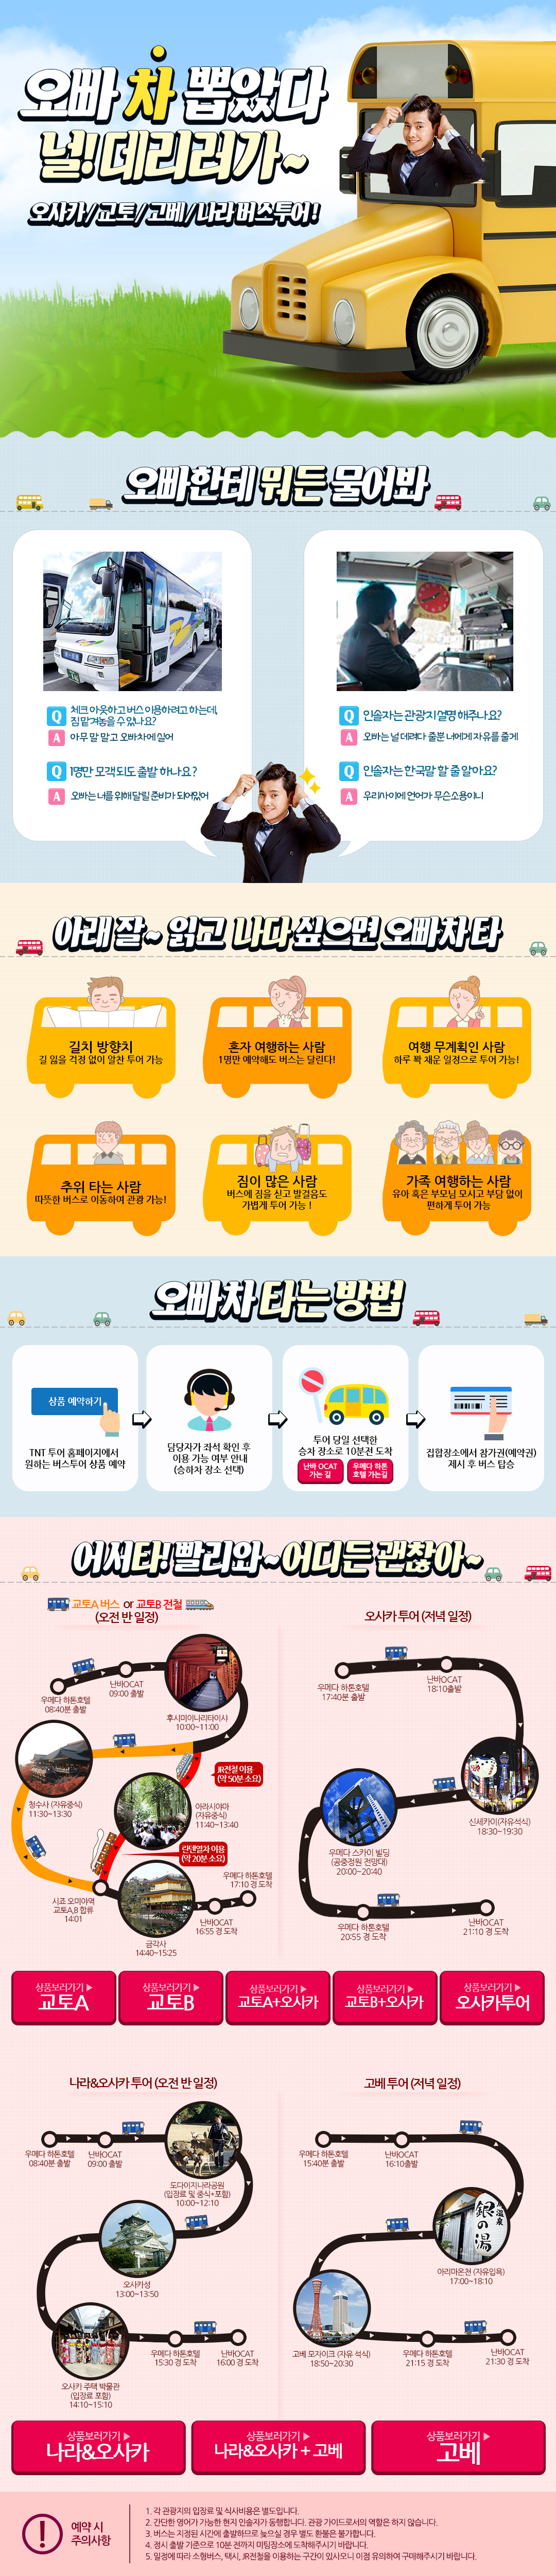 오빠 차 뽑았다
널! 데리러가~
오사카/교토/고베/나라 버스투어!
오빠한테 뭐든 물어봐
Q 체크 아웃하고 버스 이용하려고 하는데,
짐 맡겨놓을 수 있나요?
A 아무 말 말고 오빠차에 실어
Q 1명만 모객 되도 출발 하나요?
A 오빠는 너를 위해 달릴 준비가 되어있어
Q 인솔자는 관광지 설명 해주나요?
A 오빠는 널 데려다 줄뿐 너에게 자유를 줄게
Q 인솔자는 한국말 할 줄 알아요?
A 우리 사이에 언어가 무슨 소용이니
아래 잘~ 읽고 나다 싶으면 오빠차 타
길치 방향치
길 잃을 걱정 없이 알찬 투어 가능
혼자 여행하는 사람
1명만 예약해도 버스는 달린다!
여행 무계획인 사람
하루 꽉 채운 일정으로 투어 가능!
추위 타는 사람
따뜻한 버스로 이동하여 관광 가능!
짐이 많은 사람
버스에 짐을 싣고 발걸음도
가볍게 투어 가능 !
가족 여행하는 사람
유아 혹은 부모님 모시고 부담 없이
편하게 투어 가능
오빠차 타는 방법
상품 예약하기
TNT 투어 홈페이지에서
원하는 버스투어 상품 예약
담당자가 좌석 확인 후
이용 가능 여부 안내
(승하차 장소 선택)
투어 당일 선택한
승차 장소로 10분전 도착
난바 OCAT
가는 길
우메다 하톤
호텔 가는길
집합장소에서 참가권(예약권)
제시 후 버스 탑승
어서타! 빨리와~ 어디든 괜찮아~
교토A 버스 or 교토B 전철
(오전 반 일정)
우메다 하톤호텔
08:40분 출발
난바OCAT
09:00 출발
후시미이나리타이샤
10:00~11:00
청수사 (자유중식)
11:30~13:30
JR전철 이용
(약 50분 소요)
아라시야마
(자유중식)
11:40~13:40
란덴열차 이용
(약 20분 소요)
시죠 오미야역
교토A,B 합류
14:01
금각사
14:40~15:25
난바OCAT
16:55 경 도착
우메다 하톤호텔
17:10 경 도착
오사카 투어 (저녁 일정)
우메다 하톤호텔
17:40분 출발
난바OCAT
18:10출발
신세카이(자유석식)
18:30~19:30
우메다 스카이 빌딩
(공중정원 전망대)
20:00~20:40
우메다 하톤호텔
20:55 경 도착
난바OCAT
21:10 경 도착
상품보러가기 ▶
교토A
상품보러가기 ▶
교토B
상품보러가기 ▶
교토A+오사카
상품보러가기 ▶
교토B+오사카
상품보러가기 ▶
오사카투어
나라&오사카 투어 (오전 반 일정)
우메다 하톤호텔
08:40분 출발
난바OCAT
09:00 출발
도다이지나라공원
(입장료 및 중식*포함)
10:00~12:10
오사카성
13:00~13:50
오사카 주택 박물관
(입장료 포함)
14:10~15:10
우메다 하톤호텔
15:30 경 도착
난바OCAT
16:00 경 도착
고베 투어 (저녁 일정)
우메다 하톤호텔
15:40분 출발
난바OCAT
16:10출발
温泉
銀の湯
아리마온천 (자유입욕)
17:00~18:10
고베 모자이크 (자유 석식)
18:50~20:30
우메다 하톤호텔
21:15 경 도착
난바OCAT
21:30 경 도착
상품보러가기 ▶
나라&오사카
상품보러가기 ▶
나라&오사카 + 고베
상품보러가기 ▶
고베
예약 시
주의사항
1. 각 관광지의 입장료 및 식사비용은 별도입니다.
2. 간단한 영어가 가능한 현지 인솔자가 동행합니다. 관광 가이드로서의 역할은 하지 않습니다.
3. 버스는 지정된 시간에 출발하므로 늦으실 경우 별도 환불은 불가합니다.
4. 정시 출발 기준으로 10분 전까지 미팅장소에 도착해주시기 바랍니다.
5. 일정에 따라 소형버스, 택시, JR전철을 이용하는 구간이 있사오니 이점 유의하여 구매해주시기 바랍니다.